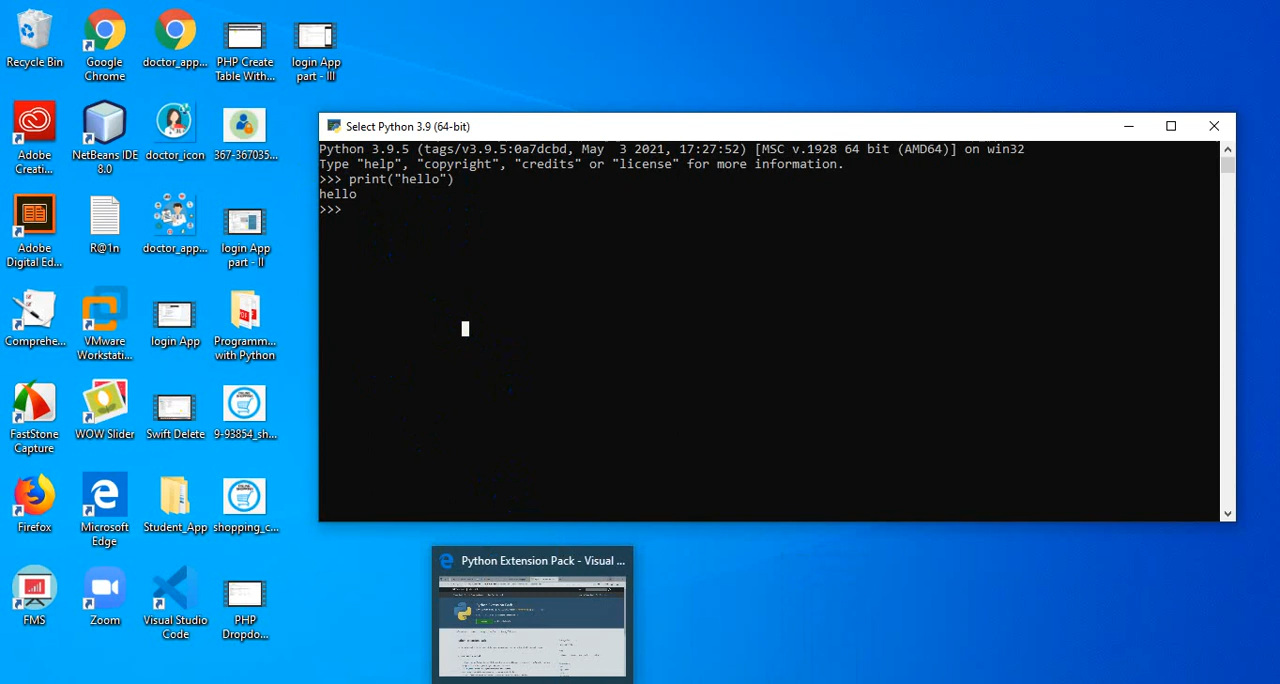 Recycle Bin
Google
Chrome
doctor_app...
PHP Create
Table With...
login App
part - III
Adobe
Creati...
NetBeans IDE
8.0
doctor_icon
367-367035...
Adobe
Digital Ed...
R@1n
doctor_app...
login App
part - II
Comprehe...
VMware
Workstati...
login App
Programm...
with Python
FastStone
Capture
WOW Slider
Swift Delete
9-93854_sh...
Firefox
Microsoft
Edge
Student_App
shopping_c...
FMS
Zoom
Visual Studio
Code
PHP
Dropdo...
Select Python 3.9 (64-bit)
Python 3.9.5 (tags/v3.9.5:0a7dcbd, May  3 2021, 17:27:52) [MSC v.1928 64 bit (AMD64)] on win32
Type "help", "copyright", "credits" or "license" for more information.
>>> print("hello")
hello
>>>
Python Extension Pack - Visual ...
Python Extension Pack